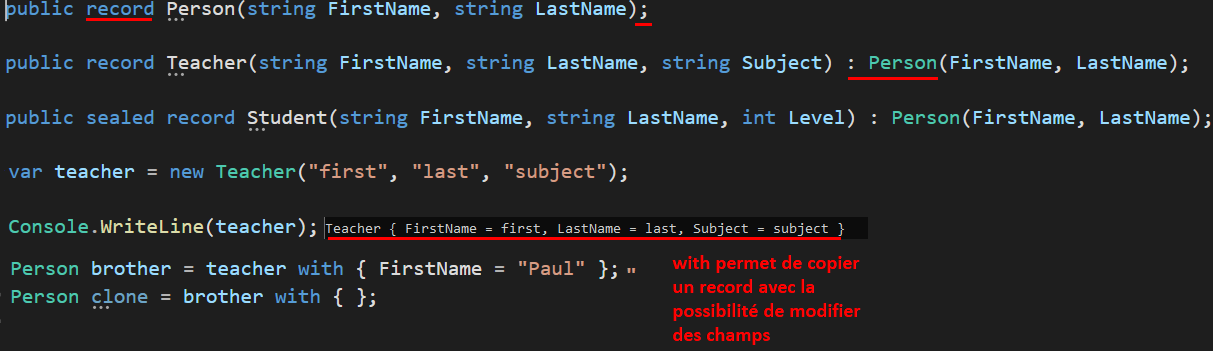 public record Person(string FirstName, string LastName);
public record Teacher(string FirstName, string LastName, string Subject) : Person(FirstName, LastName);
public sealed record Student(string FirstName, string LastName, int Level) : Person(FirstName, LastName);
var teacher = new Teacher("first", "last", "subject");
Console.WriteLine(teacher); Teacher { FirstName = first, LastName = last, Subject = subject }
Person brother = teacher with { FirstName = "Paul" }; "
Person clone = brother with { };
with permet de copier
un record avec la
possibilité de modifier
des champs